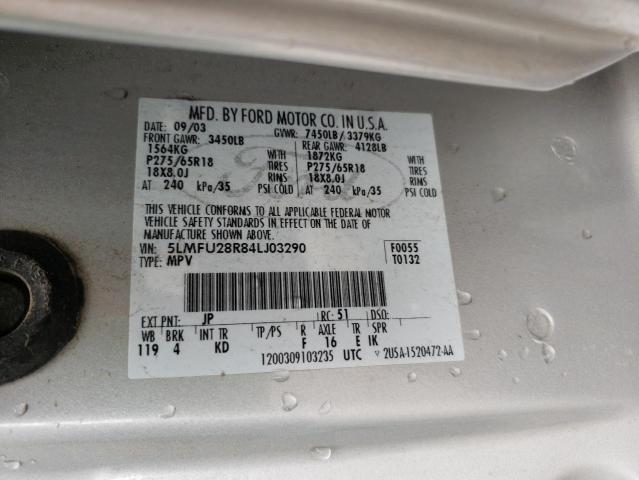 MFD. BY FORD MOTOR CO. IN U.S.A.
DATE: 09/03 GVWR: 7450LB / 3379KG
FRONT GAWR: 3450LB REAR GAWR: 4128LB
1564KG WITH 1872KG WITH
P275/65R18 TIRES P275/65R18 TIRES
18X8.0J RIMS 18X8.0J RIMS
AT 240 kPa/35 PSI COLD AT 240 kPa/35 PSI COLD
Ford
THIS VEHICLE CONFORMS TO ALL APPLICABLE FEDERAL MOTOR
VEHICLE SAFETY STANDARDS IN EFFECT ON THE DATE OF
MANUFACTURE SHOWN ABOVE.
VIN: 5LMFU28R84LJ03290 F0055
TYPE: MPV T0132
EXT PNT: JP RC: 51 DSO:
WB BRK INT TR TP/PS R AXLE TR SPR
119 4 KD F 16 E IK
1200309103235 UTC ▽ 2U5A-1520472-AA